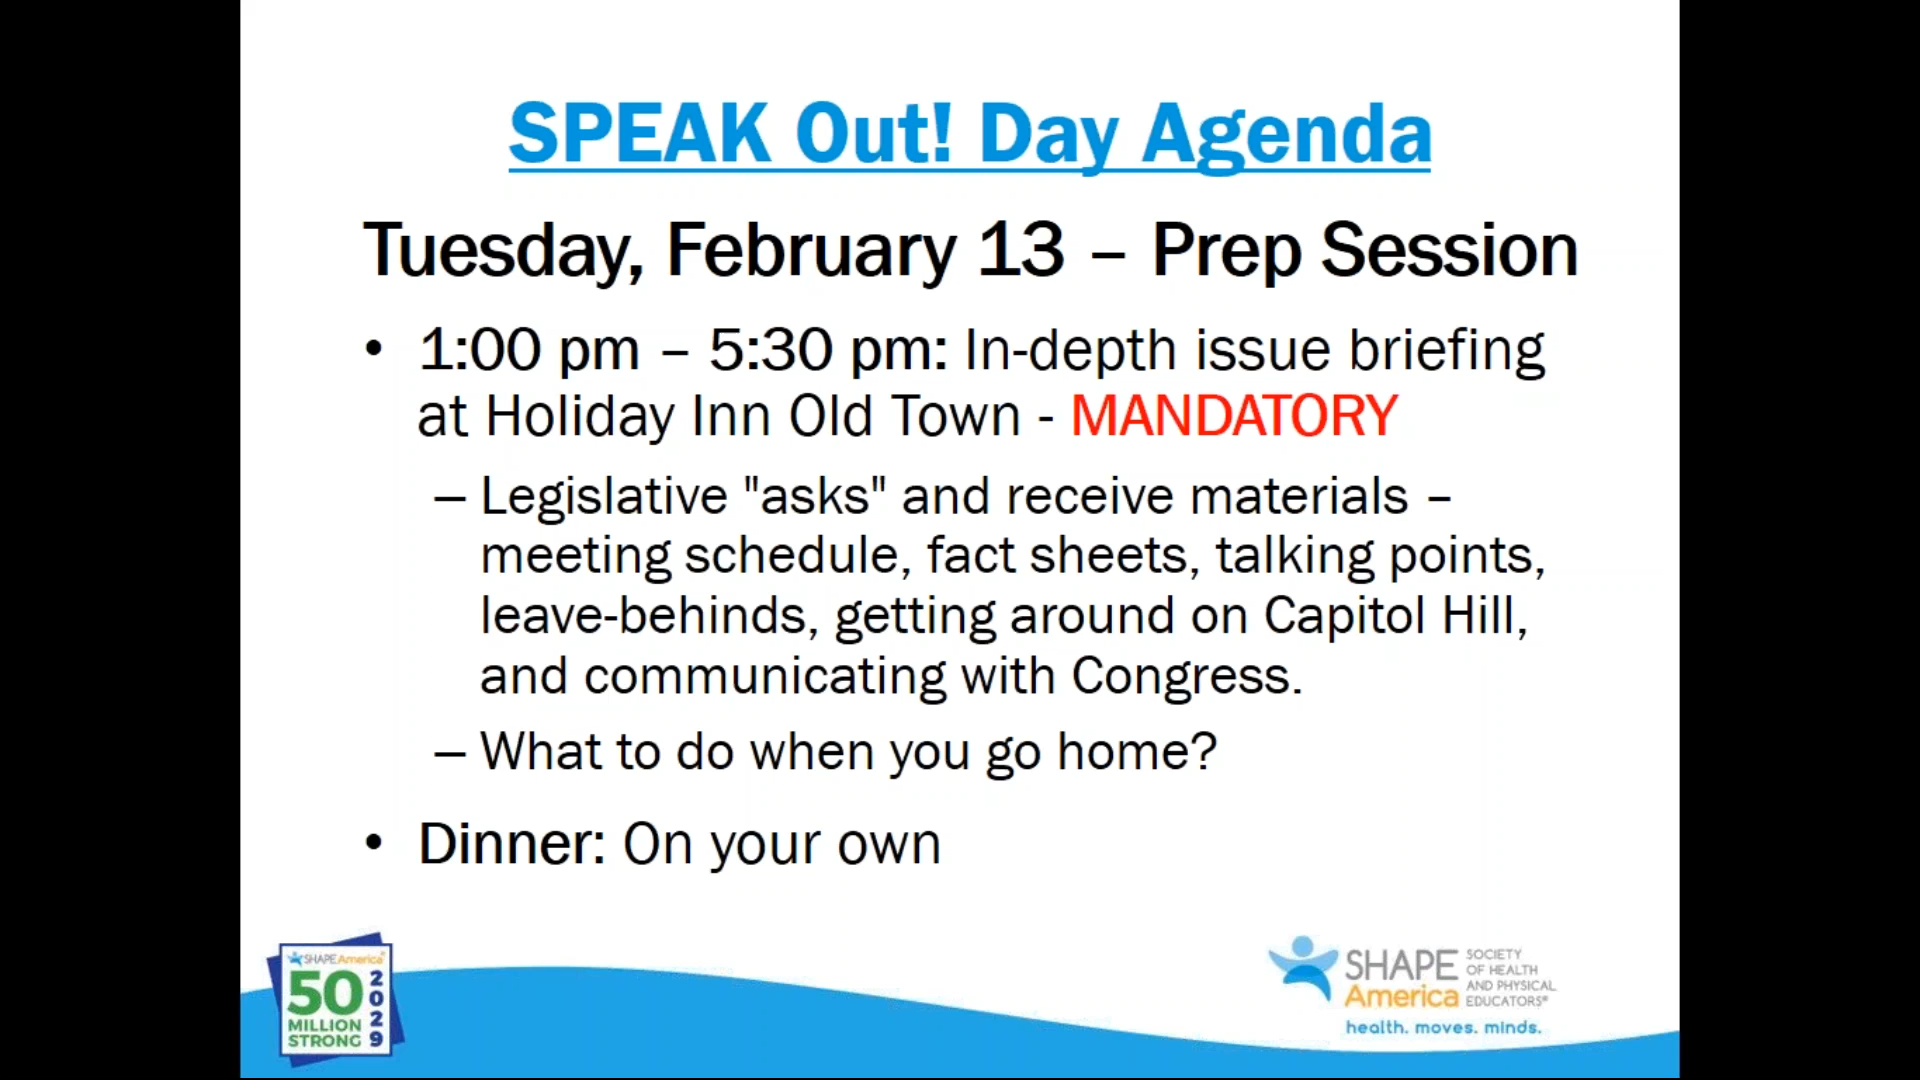 SPEAK Out! Day Agenda
Tuesday, February 13 – Prep Session
• 1:00 pm – 5:30 pm: In-depth issue briefing
at Holiday Inn Old Town - MANDATORY
– Legislative "asks" and receive materials –
meeting schedule, fact sheets, talking points,
leave-behinds, getting around on Capitol Hill,
and communicating with Congress.
– What to do when you go home?
• Dinner: On your own
SHAPE America®
50
MILLION
STRONG
2029
SHAPE
America
SOCIETY
OF HEALTH
AND PHYSICAL
EDUCATORS®
health. moves. minds.